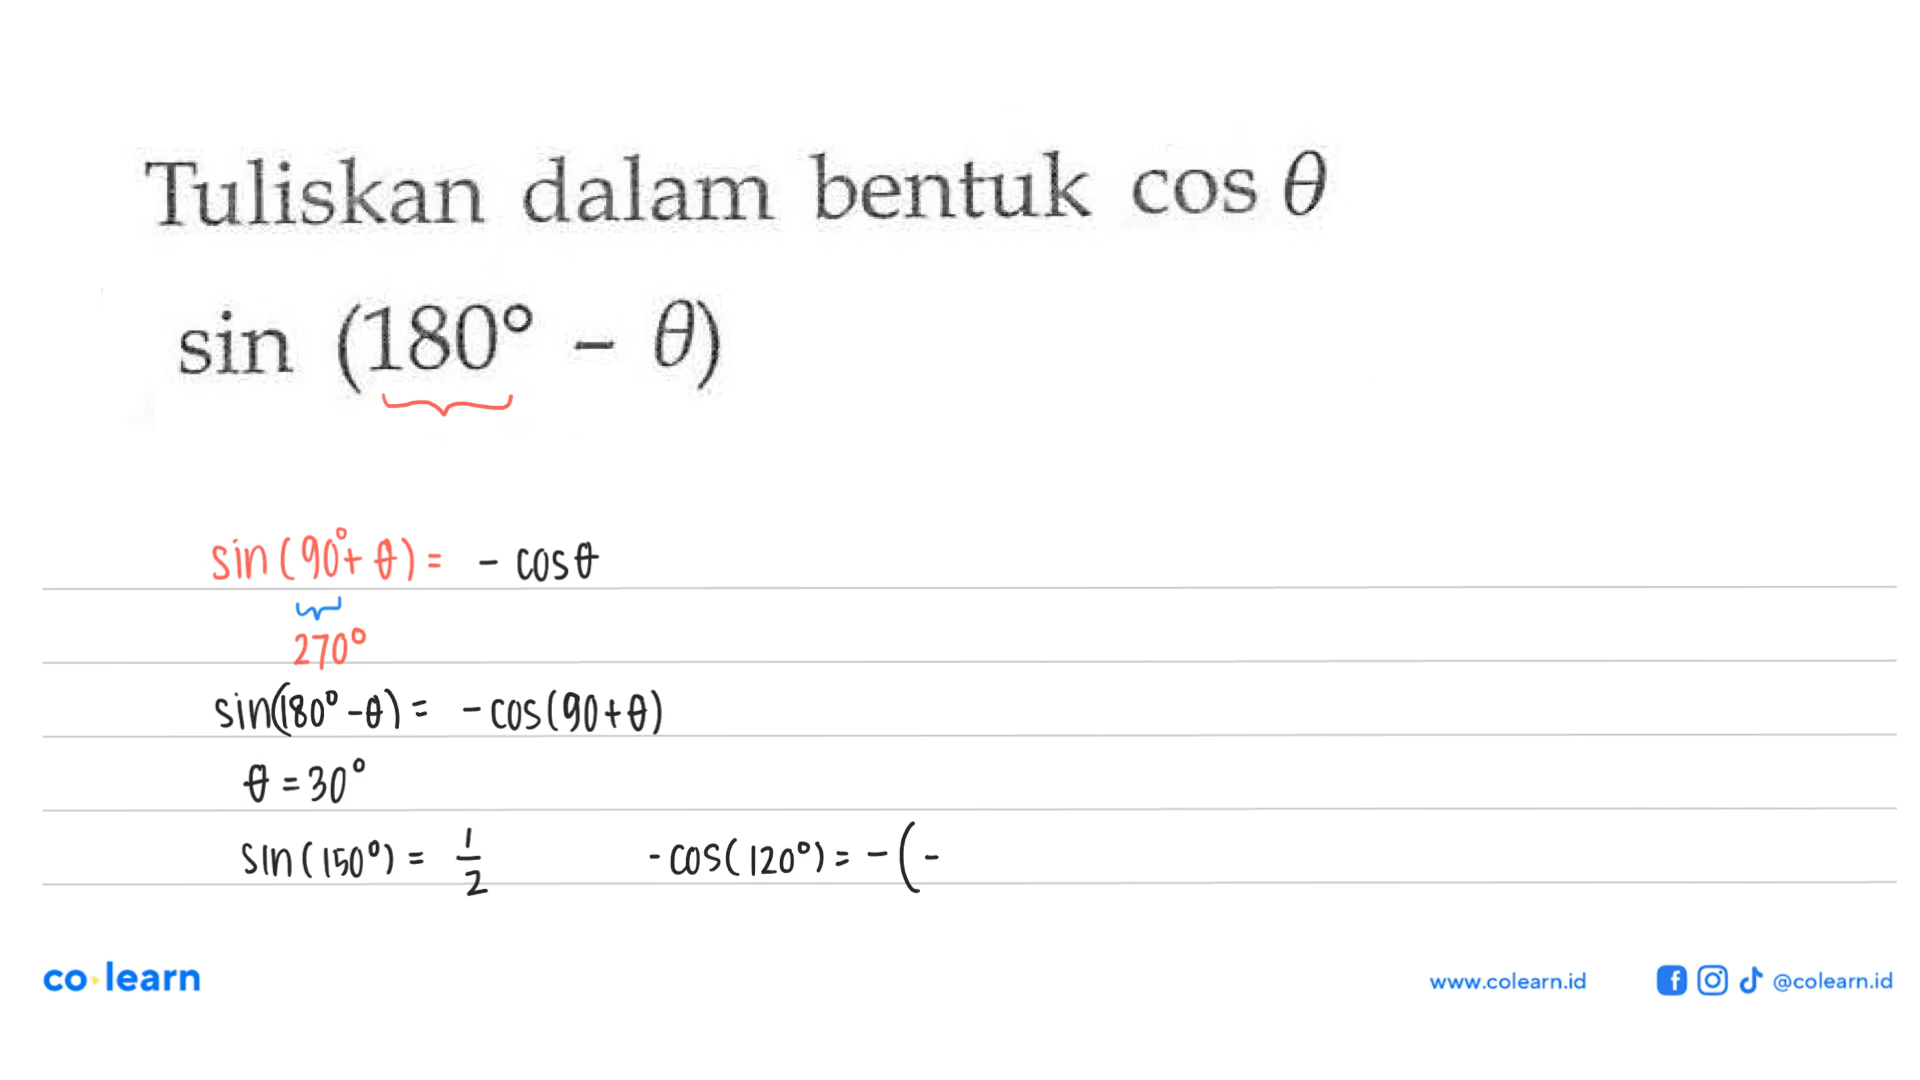 Tuliskan dalam bentuk cos θ
sin (180° - θ)
sin(90°+ θ) = - cosθ
270°
sin(180° -θ) = -cos(90+θ)
θ = 30°
sin(150°) = 1/2 -cos(120°) = -(-
co learn
www.colearn.id @colearn.id